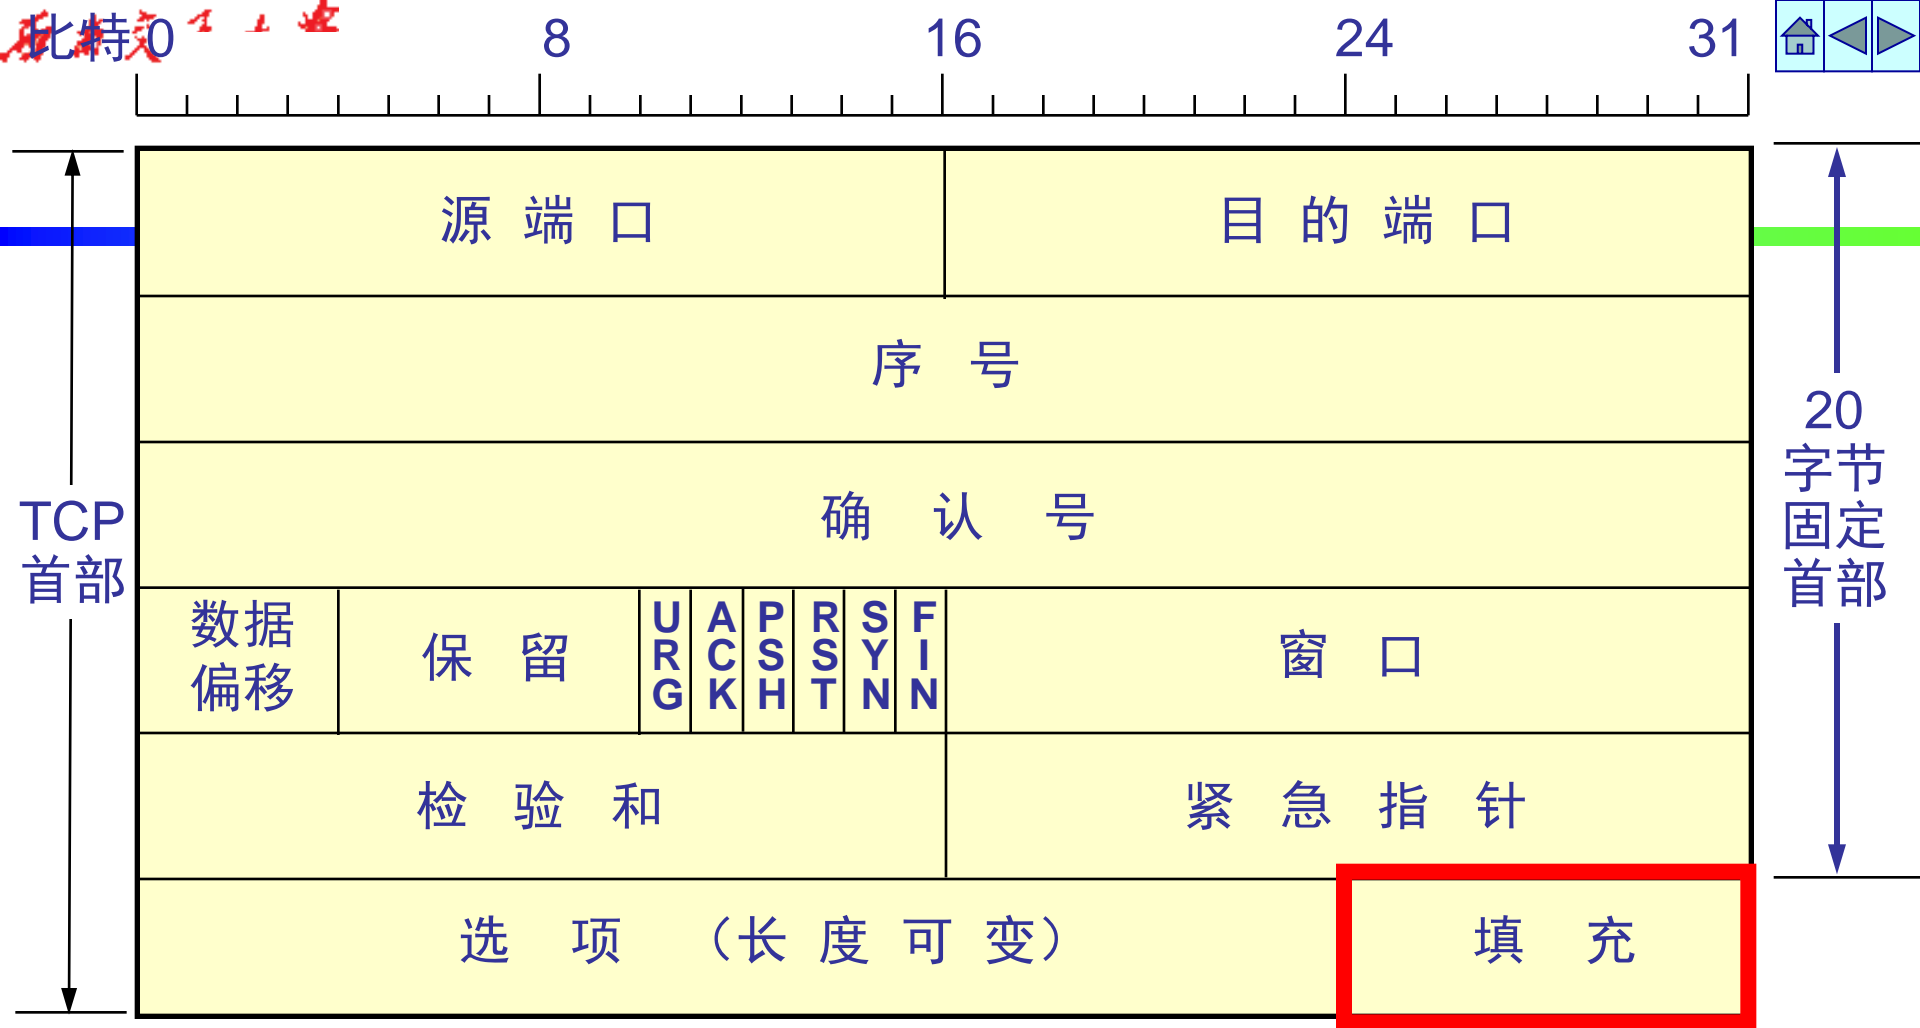 比特 0 8 16 24 31
源 端 口 目 的 端 口
序 号
确 认 号
TCP
首部
20
字节
固定
首部
数据
偏移
保 留
URG
ACK
PSH
RST
SYN
FIN
窗 口
检 验 和 紧 急 指 针
选 项 (长 度 可 变) 填 充